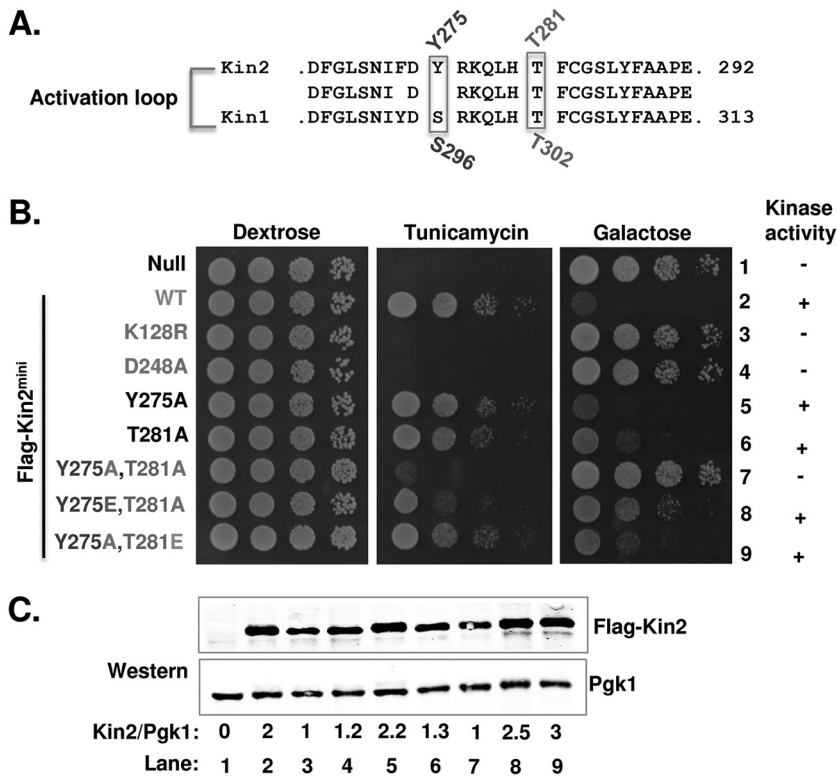 A.
Y275 T281
Kin2 .DFGLSNIFD Y RKQLH T FCGSLYFAAPE. 292
Activation loop DFGLSNI D RKQLH T FCGSLYFAAPE
Kin1 .DFGLSNIYD S RKQLH T FCGSLYFAAPE. 313
S296 T302
B.
Dextrose Tunicamycin Galactose Kinase activity
Null 1 -
WT 2 +
K128R 3 -
D248A 4 -
Y275A 5 +
T281A 6 +
Y275A,T281A 7 -
Y275E,T281A 8 +
Y275A,T281E 9 +
Flag-Kin2mini
C.
Flag-Kin2
Western
Pgk1
Kin2/Pgk1: 0 2 1 1.2 2.2 1.3 1 2.5 3
Lane: 1 2 3 4 5 6 7 8 9